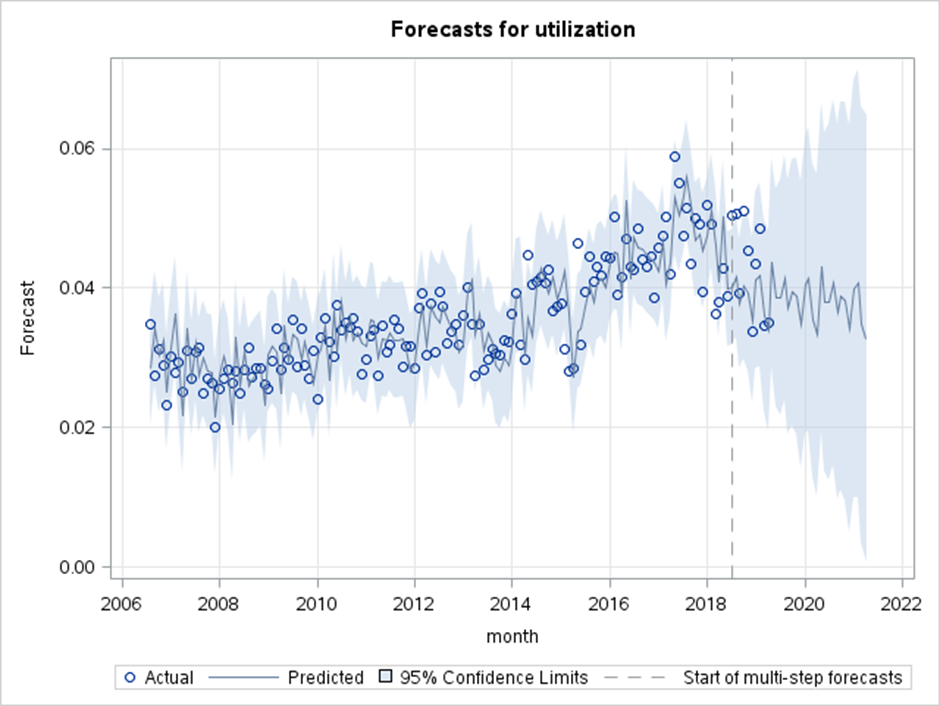 Forecasts for utilization
0.06
0.04
0.02
0.00
Forecast
2006 2008 2010 2012 2014 2016 2018 2020 2022
month
Actual Predicted 95% Confidence Limits Start of multi-step forecasts